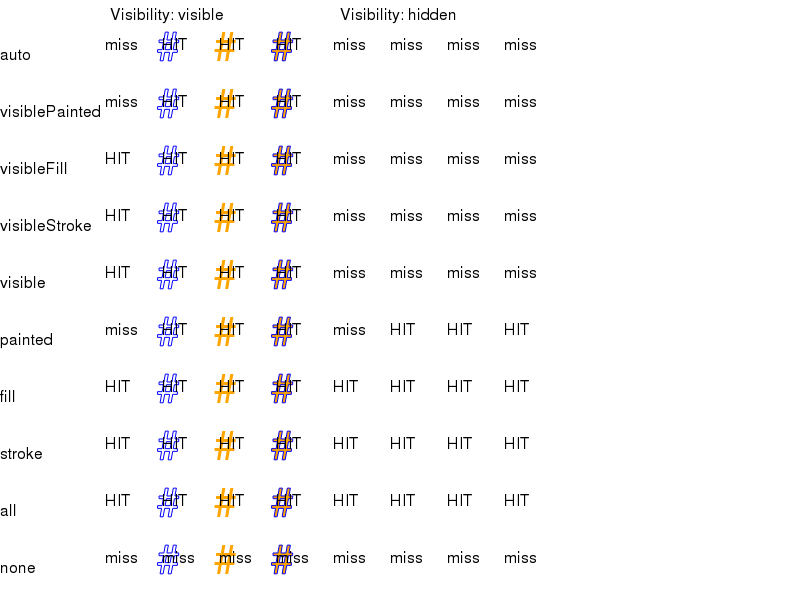 Visibility: visible Visibility: hidden
auto miss # HIT # HIT # HIT miss miss miss miss
visiblePainted miss # HIT # HIT # HIT miss miss miss miss
visibleFill HIT # HIT # HIT # HIT miss miss miss miss
visibleStroke HIT # HIT # HIT # HIT miss miss miss miss
visible HIT # HIT # HIT # HIT miss miss miss miss
painted miss # HIT # HIT # HIT miss HIT HIT HIT
fill HIT # HIT # HIT # HIT HIT HIT HIT HIT
stroke HIT # HIT # HIT # HIT HIT HIT HIT HIT
all HIT # HIT # HIT # HIT HIT HIT HIT HIT
none miss # miss # miss # miss miss miss miss miss